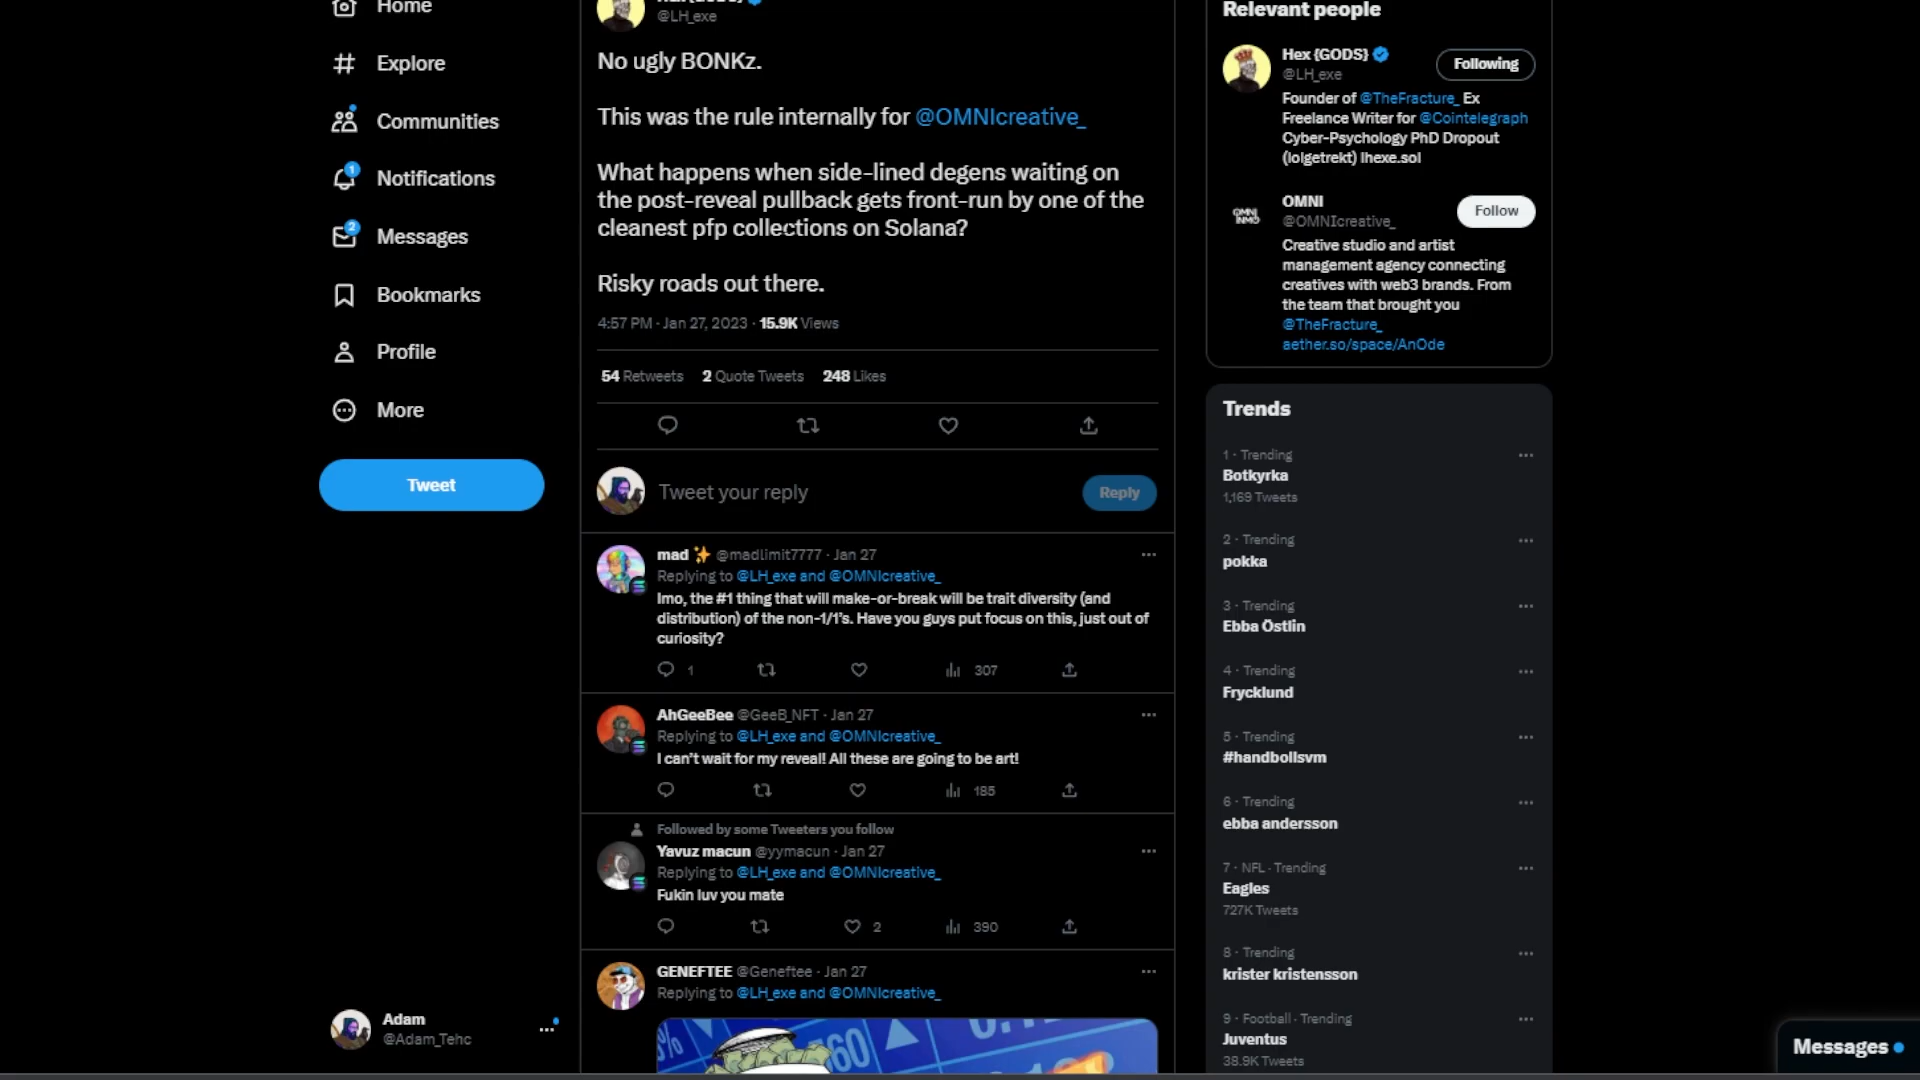 Home
Explore
Communities
1
Notifications
2
Messages
Bookmarks
Profile
More
Tweet
Adam
@Adam_Tehc
@LH_exe
No ugly BONKz.
This was the rule internally for @OMNIcreative_
What happens when side-lined degens waiting on
the post-reveal pullback gets front-run by one of the
cleanest pfp collections on Solana?
Risky roads out there.
4:57 PM · Jan 27, 2023 · 15.9K Views
54 Retweets 2 Quote Tweets 248 Likes
Tweet your reply
Reply
mad ✨ @madlimit7777 · Jan 27
Replying to @LH_exe and @OMNIcreative_
Imo, the #1 thing that will make-or-break will be trait diversity (and
distribution) of the non-1/1's. Have you guys put focus on this, just out of
curiosity?
1 307
AhGeeBee @GeeB_NFT · Jan 27
Replying to @LH_exe and @OMNIcreative_
I can't wait for my reveal! All these are going to be art!
185
Followed by some Tweeters you follow
Yavuz macun @yymacun · Jan 27
Replying to @LH_exe and @OMNIcreative_
Fukin luv you mate
2 390
GENEFTEE @Geneftee · Jan 27
Replying to @LH_exe and @OMNIcreative_
Relevant people
Hex {GODS}
@LH_exe
Following
Founder of @TheFracture_ Ex
Freelance Writer for @Cointelegraph
Cyber-Psychology PhD Dropout
(lolgetrekt) lhexe.sol
OMNI
@OMNIcreative_
Follow
Creative studio and artist
management agency connecting
creatives with web3 brands. From
the team that brought you
@TheFracture_
aether.so/space/AnOde
Trends
1 · Trending
Botkyrka
1,169 Tweets
2 · Trending
pokka
3 · Trending
Ebba Östlin
4 · Trending
Frycklund
5 · Trending
#handbollsvm
6 · Trending
ebba andersson
7 · NFL · Trending
Eagles
727K Tweets
8 · Trending
krister kristensson
9 · Football · Trending
Juventus
38.9K Tweets
Messages